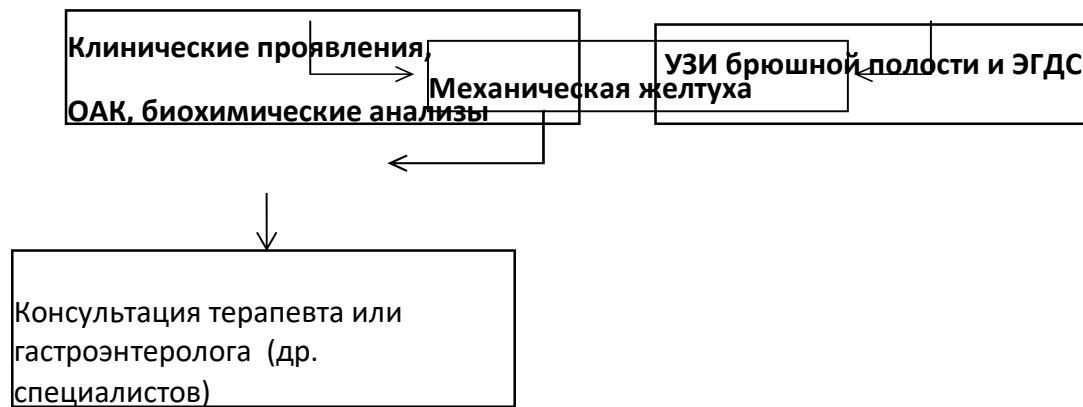 Клинические проявления,
ОАК, биохимические анализы
Механическая желтуха
УЗИ брюшной полости и ЭГДС
Консультация терапевта или
гастроэнтеролога (др.
специалистов)